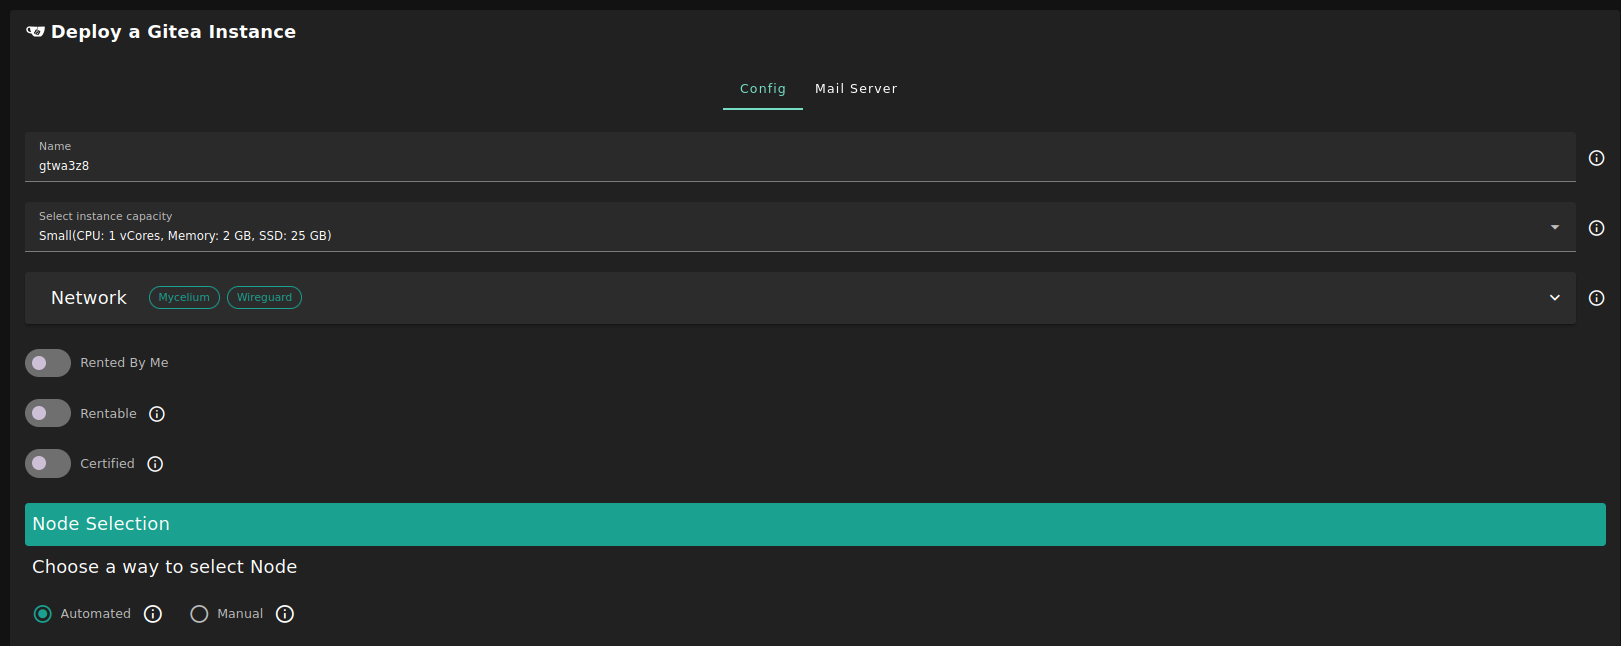 Deploy a Gitea Instance
Config Mail Server
Name
gtwa3z8
Select instance capacity
Small(CPU: 1 vCores, Memory: 2 GB, SSD: 25 GB)
Network Mycelium Wireguard
Rented By Me
Rentable
Certified
Node Selection
Choose a way to select Node
Automated Manual